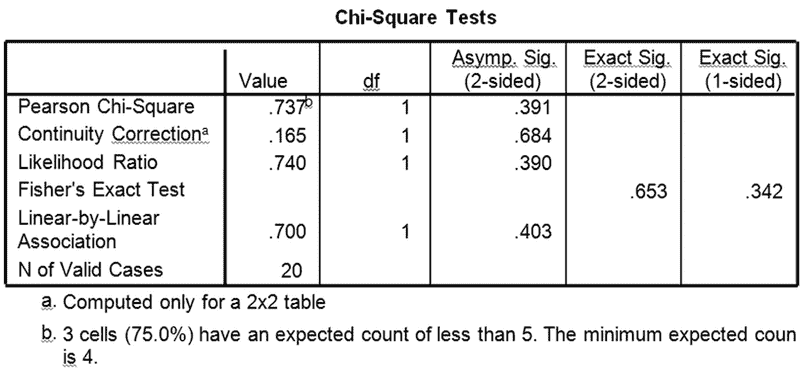 Chi-Square Tests
Value df Asymp. Sig. (2-sided) Exact Sig. (2-sided) Exact Sig. (1-sided)
Pearson Chi-Square .737b 1 .391
Continuity Correctiona .165 1 .684
Likelihood Ratio .740 1 .390
Fisher's Exact Test .653 .342
Linear-by-Linear Association .700 1 .403
N of Valid Cases 20
a. Computed only for a 2x2 table
b. 3 cells (75.0%) have an expected count of less than 5. The minimum expected coun
is 4.